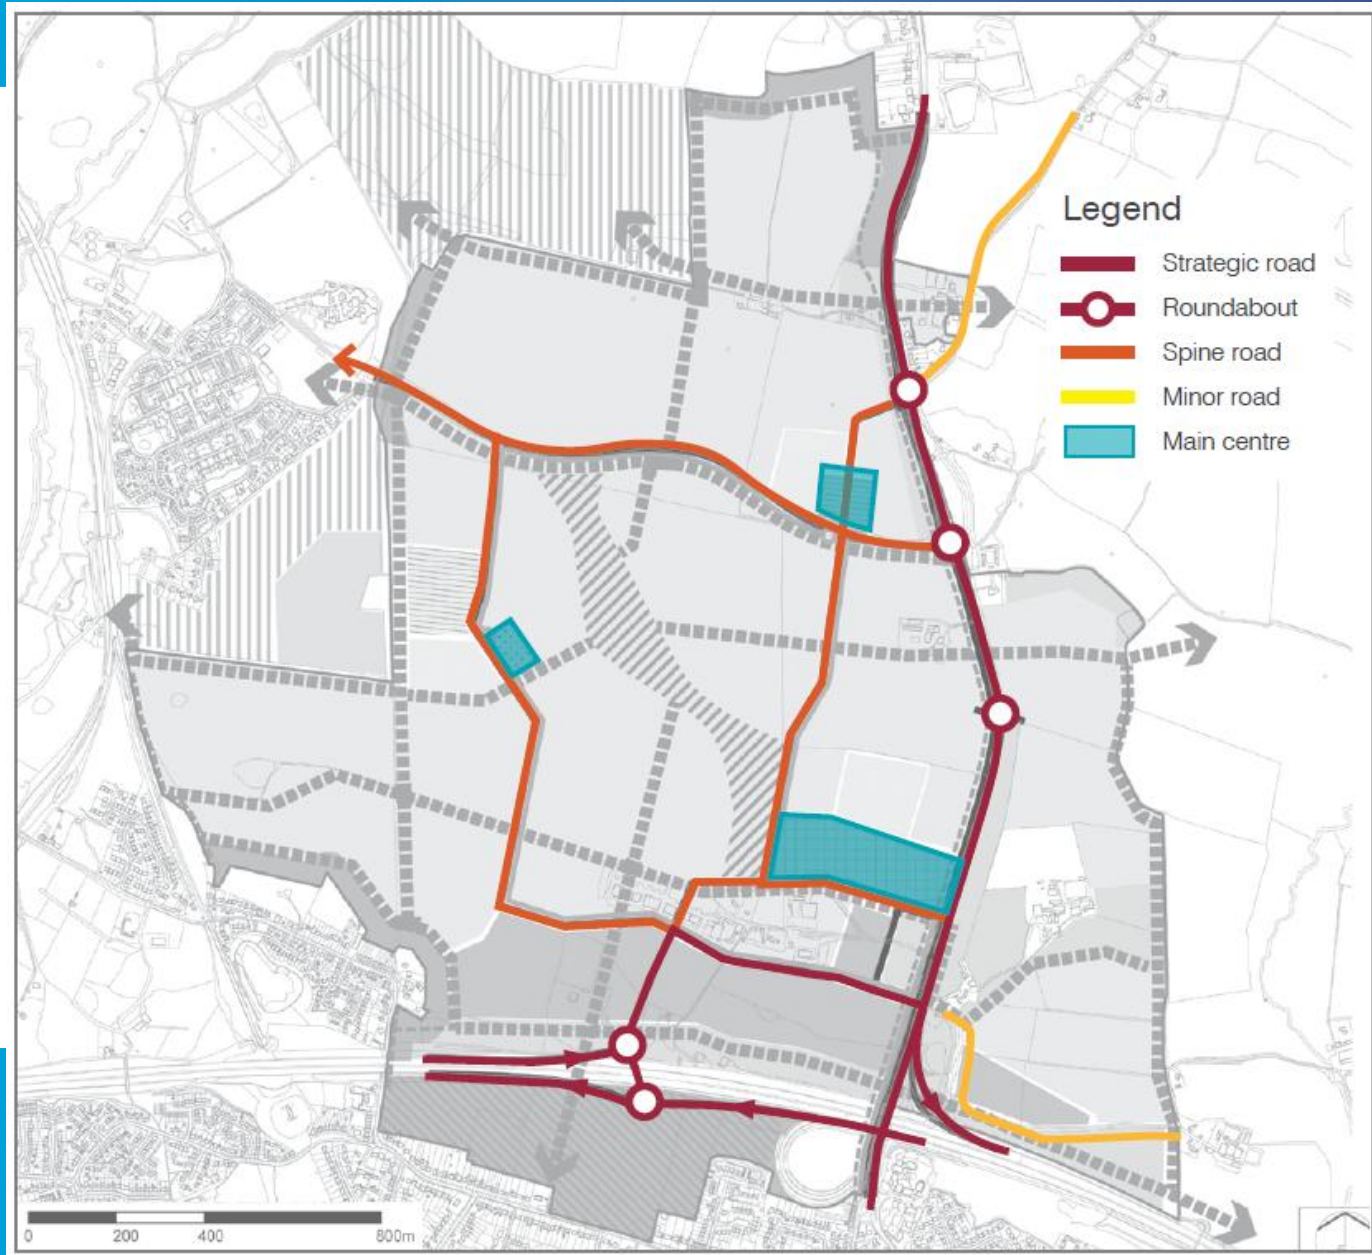 Legend
Strategic road
Roundabout
Spine road
Minor road
Main centre
0 200 400 800m